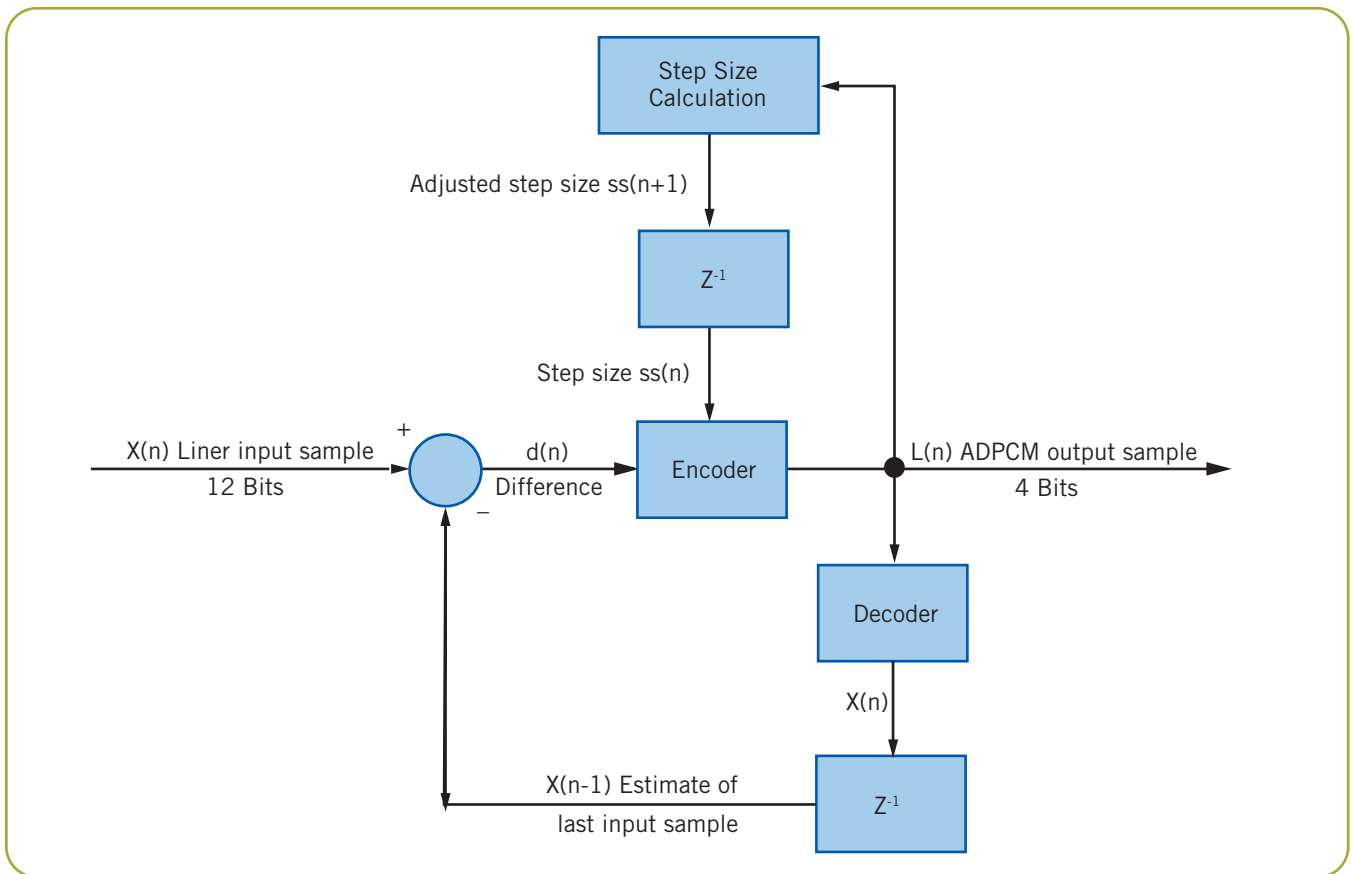 Step Size
Calculation
Adjusted step size ss(n+1)
Z-1
Step size ss(n)
X(n) Liner input sample
12 Bits
+
−
d(n)
Difference
Encoder
L(n) ADPCM output sample
4 Bits
Decoder
X(n)
X(n-1) Estimate of
last input sample
Z-1